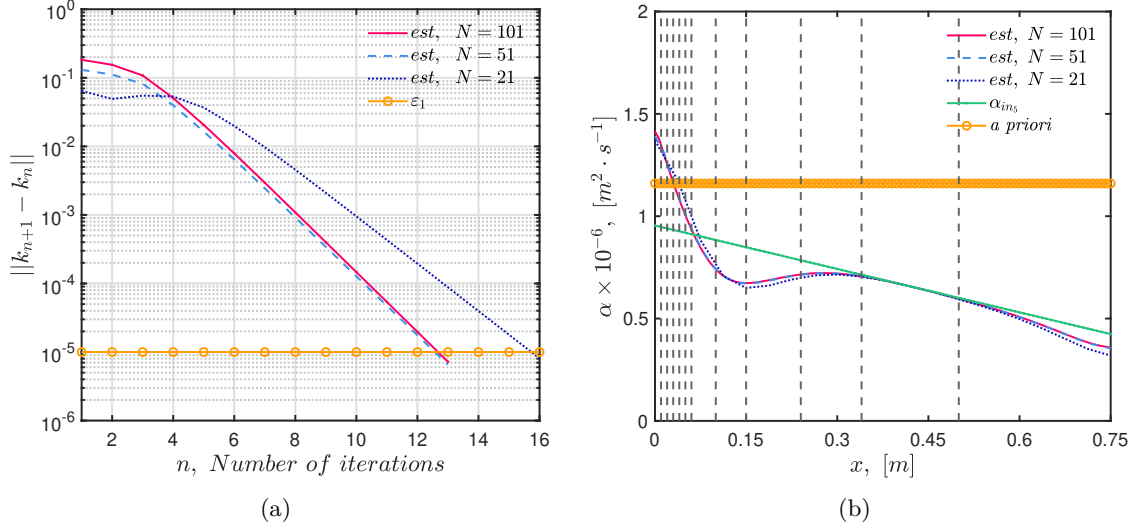 10^0
10^-1
10^-2
10^-3
10^-4
10^-5
10^-6
||k_{n+1} − k_n||
est, N = 101
est, N = 51
est, N = 21
ε_1
2 4 6 8 10 12 14 16
n, Number of iterations
(a)
2
1.5
1
0.5
0
α × 10^{−6}, [m^2 · s^{−1}]
est, N = 101
est, N = 51
est, N = 21
α_{in_5}
a priori
0 0.15 0.3 0.45 0.6 0.75
x, [m]
(b)